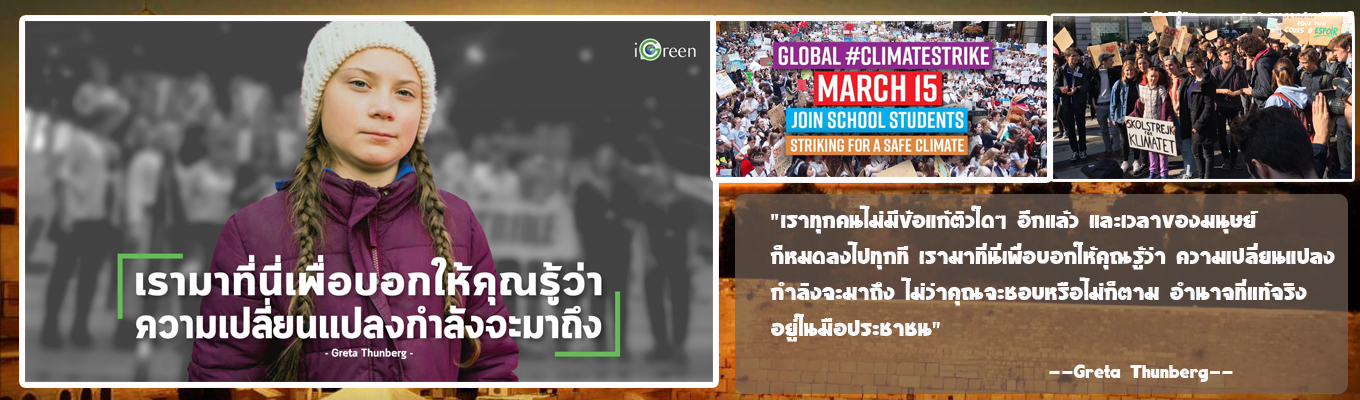 iGreen
เรามาที่นี่เพื่อบอกให้คุณรู้ว่า
ความเปลี่ยนแปลงกำลังจะมาถึง
- Greta Thunberg -
GLOBAL #CLIMATESTRIKE
MARCH 15
JOIN SCHOOL STUDENTS
STRIKING FOR A SAFE CLIMATE
SKOLSTREJK
FÖR
KLIMATET
"เราทุกคนไม่มีข้อแก้ตัวใดๆ อีกแล้ว และเวลาของมนุษย์
ก็หมดลงไปทุกที เรามาที่นี่เพื่อบอกให้คุณรู้ว่า ความเปลี่ยนแปลง
กำลังจะมาถึง ไม่ว่าคุณจะชอบหรือไม่ก็ตาม อำนาจที่แท้จริง
อยู่ในมือประชาชน"
--Greta Thunberg--